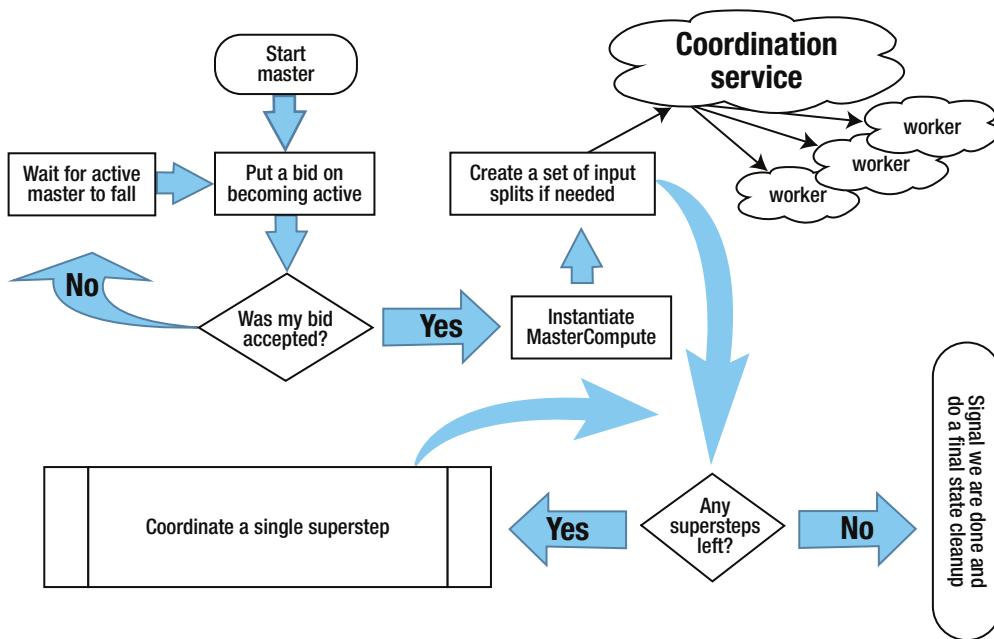 Start
master
Coordination
service
worker
worker
worker
Wait for active
master to fall
Put a bid on
becoming active
Create a set of input
splits if needed
No
Was my bid
accepted?
Yes
Instantiate
MasterCompute
Coordinate a single superstep
Yes
Any
supersteps
left?
No
Signal we are done and
do a final state cleanup